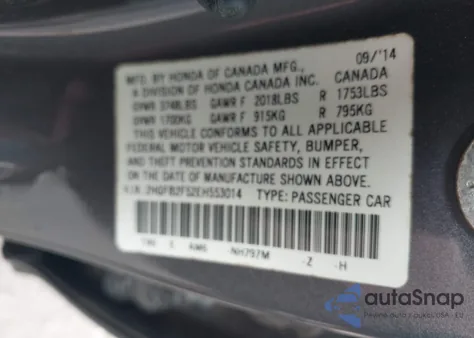 MFD. BY HONDA OF CANADA MFG., 09/'14
A DIVISION OF HONDA CANADA INC. CANADA
GVWR 3748LBS GAWR F 2018LBS R 1753LBS
GVWR 1700KG GAWR F 915KG R 795KG
THIS VEHICLE CONFORMS TO ALL APPLICABLE
FEDERAL MOTOR VEHICLE SAFETY, BUMPER,
AND THEFT PREVENTION STANDARDS IN EFFECT
ON THE DATE OF MANUFACTURE SHOWN ABOVE.
V.I.N. 2HGFB2F52EH553014 TYPE: PASSENGER CAR
NH797M -Z -H
autoSnap